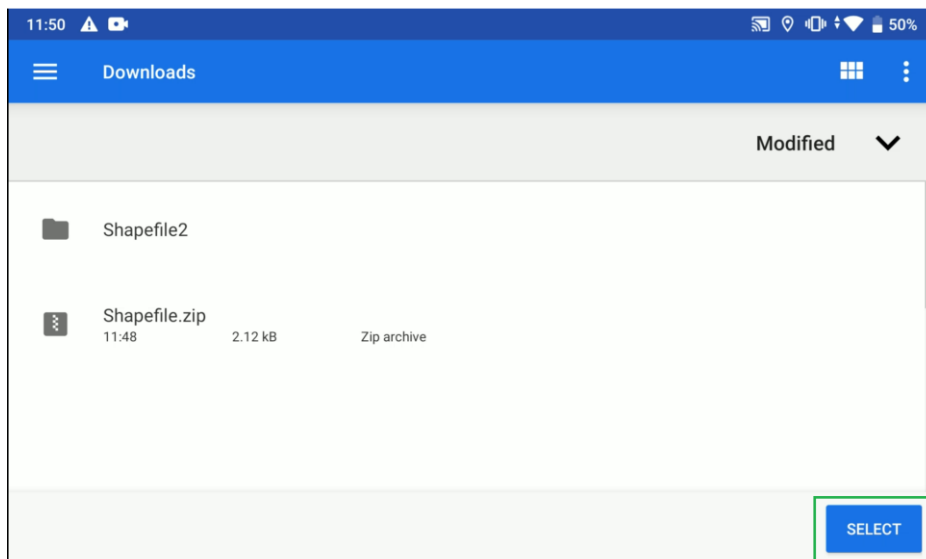 11:50 50%
Downloads
Modified
Shapefile2
Shapefile.zip
11:48 2.12 kB Zip archive
SELECT